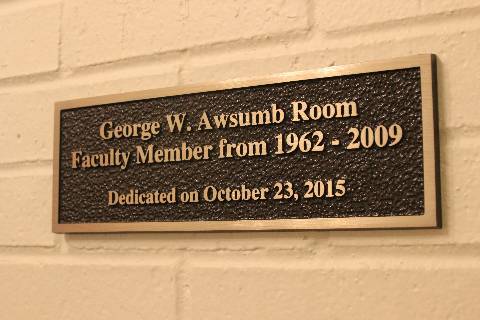 George W. Awsumb Room
Faculty Member from 1962 - 2009
Dedicated on October 23, 2015